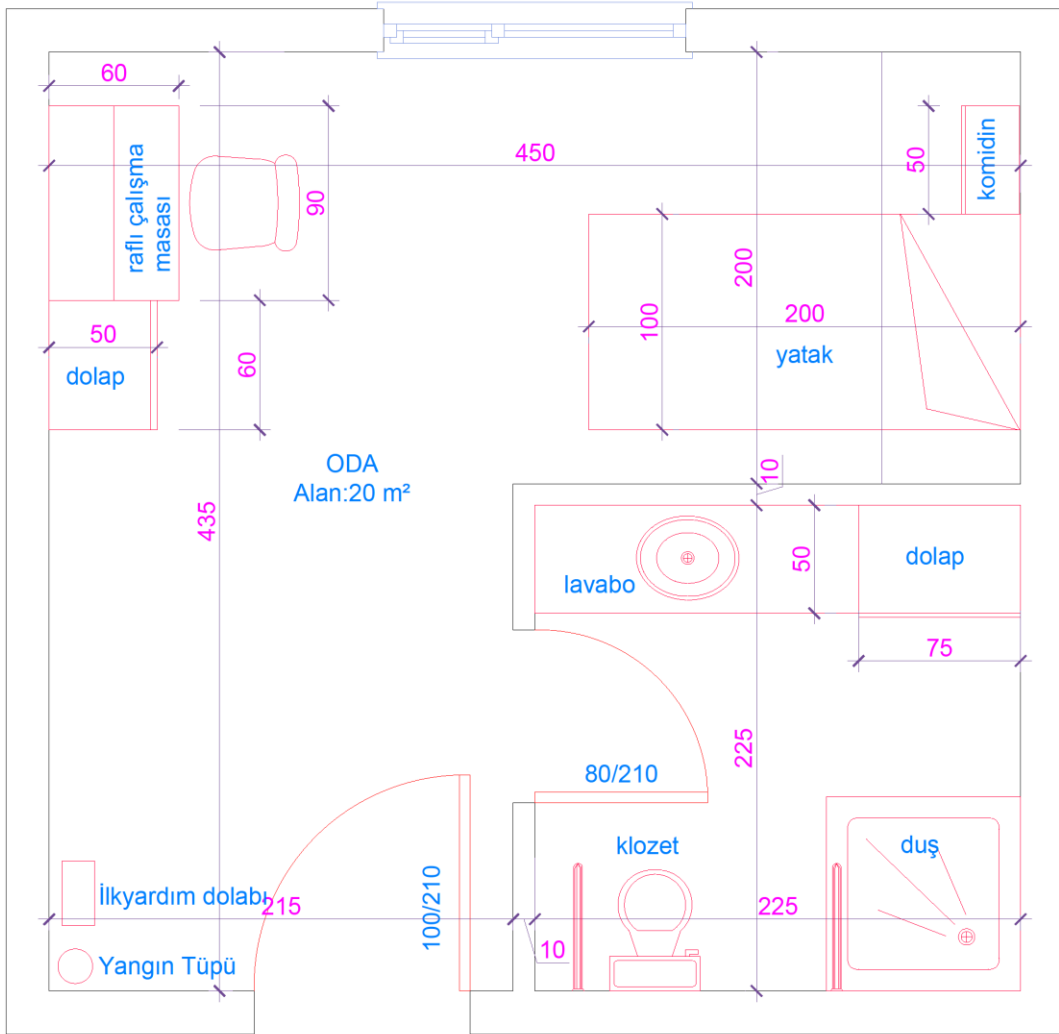 60
450
50
komidin
raflı çalışma
masası
90
200
100
200
yatak
50
dolap
60
10
ODA
Alan:20 m²
435
lavabo
50
dolap
75
225
80/210
klozet
duş
İlkyardım dolabı
215
100/210
225
10
Yangın Tüpü